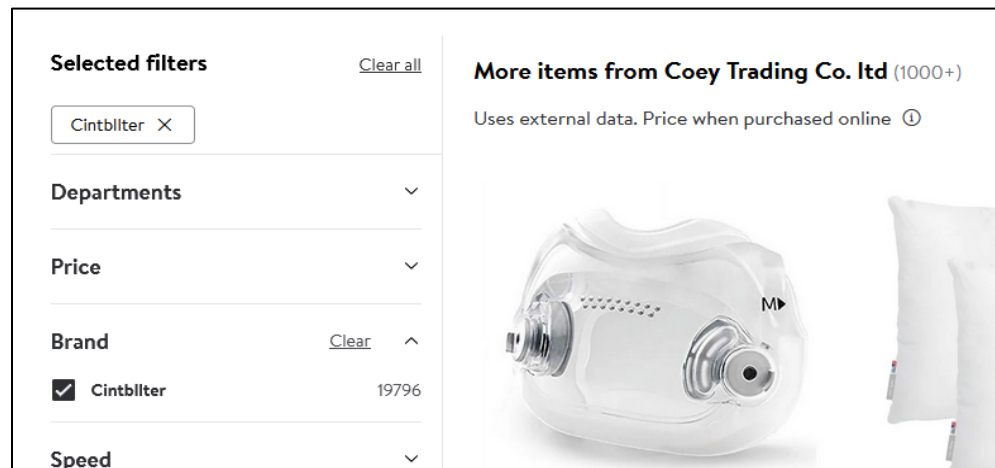 Selected filters
Clear all
Cintbllter ✕
Departments
Price
Brand
Clear
Cintbllter
19796
Speed
More items from Coey Trading Co. ltd (1000+)
Uses external data. Price when purchased online
M